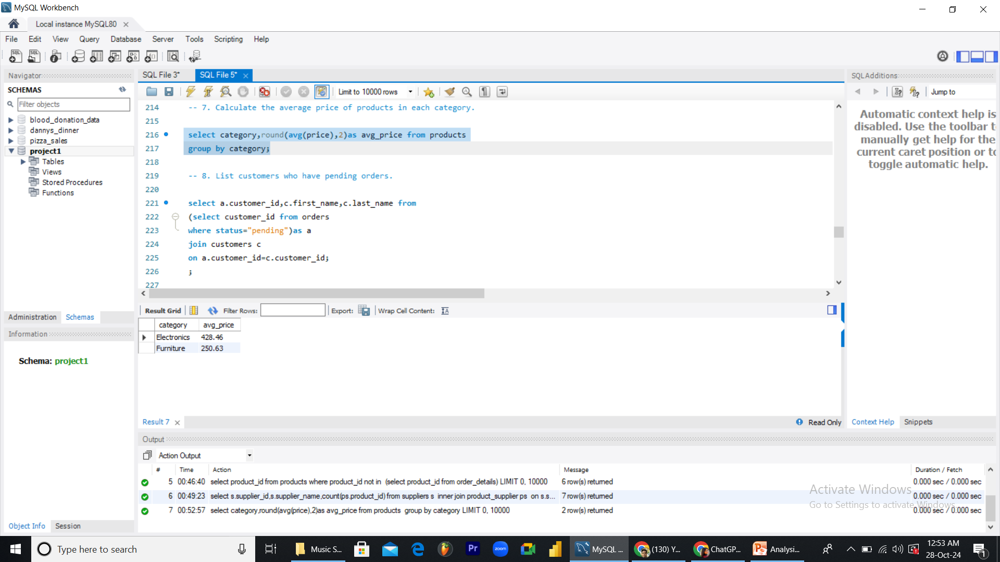 MySQL Workbench
Local instance MySQL80
File Edit View Query Database Server Tools Scripting Help
Navigator
SCHEMAS
Filter objects
blood_donation_data
dannys_dinner
pizza_sales
project1
Tables
Views
Stored Procedures
Functions
Administration Schemas
Information
Schema: project1
Object Info Session
SQL File 3* SQL File 5*
Limit to 10000 rows
214 -- 7. Calculate the average price of products in each category.
215
216 select category,round(avg(price),2)as avg_price from products
217 group by category;
218
219 -- 8. List customers who have pending orders.
220
221 select a.customer_id,c.first_name,c.last_name from
222 (select customer_id from orders
223 where status="pending")as a
224 join customers c
225 on a.customer_id=c.customer_id;
226 ;
227
Result Grid Filter Rows: Export: Wrap Cell Content:
category avg_price
Electronics 428.46
Furniture 250.63
Result 7 Read Only
SQLAdditions
Jump to
Automatic context help is
disabled. Use the toolbar t
manually get help for the
current caret position or to
toggle automatic help.
Context Help Snippets
Output
Action Output
# Time Action Message Duration / Fetch
5 00:46:40 select product_id from products where product_id not in (select product_id from order_details) LIMIT 0, 10000 6 row(s) returned 0.000 sec / 0.000 sec
6 00:49:23 select s.supplier_id,s.supplier_name,count(ps.product_id) from suppliers s inner join product_supplier ps on s.s... 7 row(s) returned 0.000 sec / 0.000 sec
7 00:52:57 select category,round(avg(price),2)as avg_price from products group by category LIMIT 0, 10000 2 row(s) returned 0.000 sec / 0.000 sec
Activate Windows
Go to Settings to activate Windows.
Type here to search
Music S...
Pr
zoom
MySQL ...
(130) Y...
ChatGP...
Analysi...
12:53 AM
28-Oct-24
1